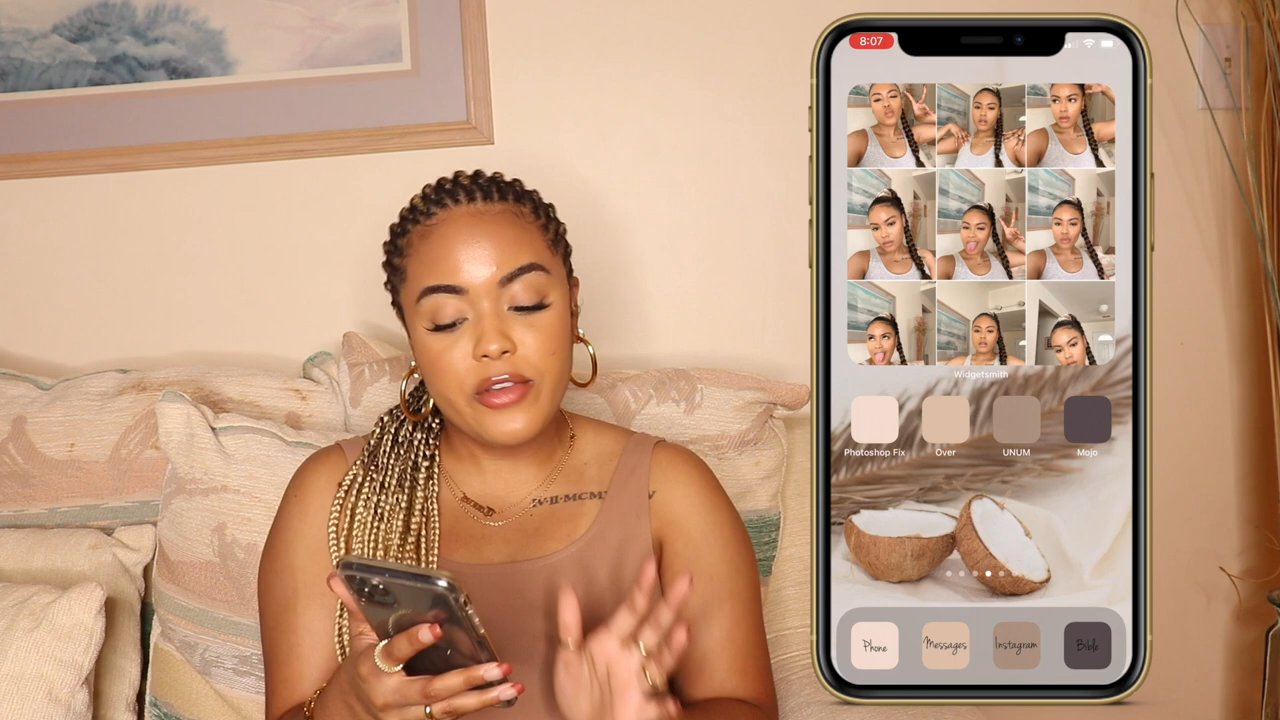 8:07
Widgetsmith
Photoshop Fix Over UNUM Mojo
Phone Messages Instagram Bible